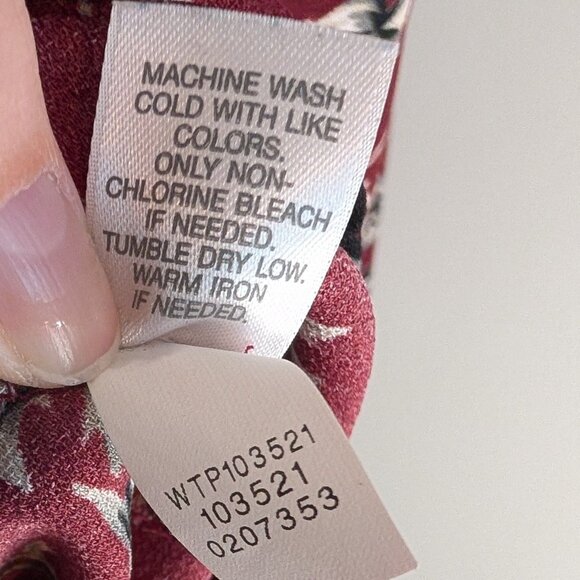 MACHINE WASH
COLD WITH LIKE
COLORS.
ONLY NON-
CHLORINE BLEACH
IF NEEDED.
TUMBLE DRY LOW.
WARM IRON
IF NEEDED.
WTP103521
103521
0207353